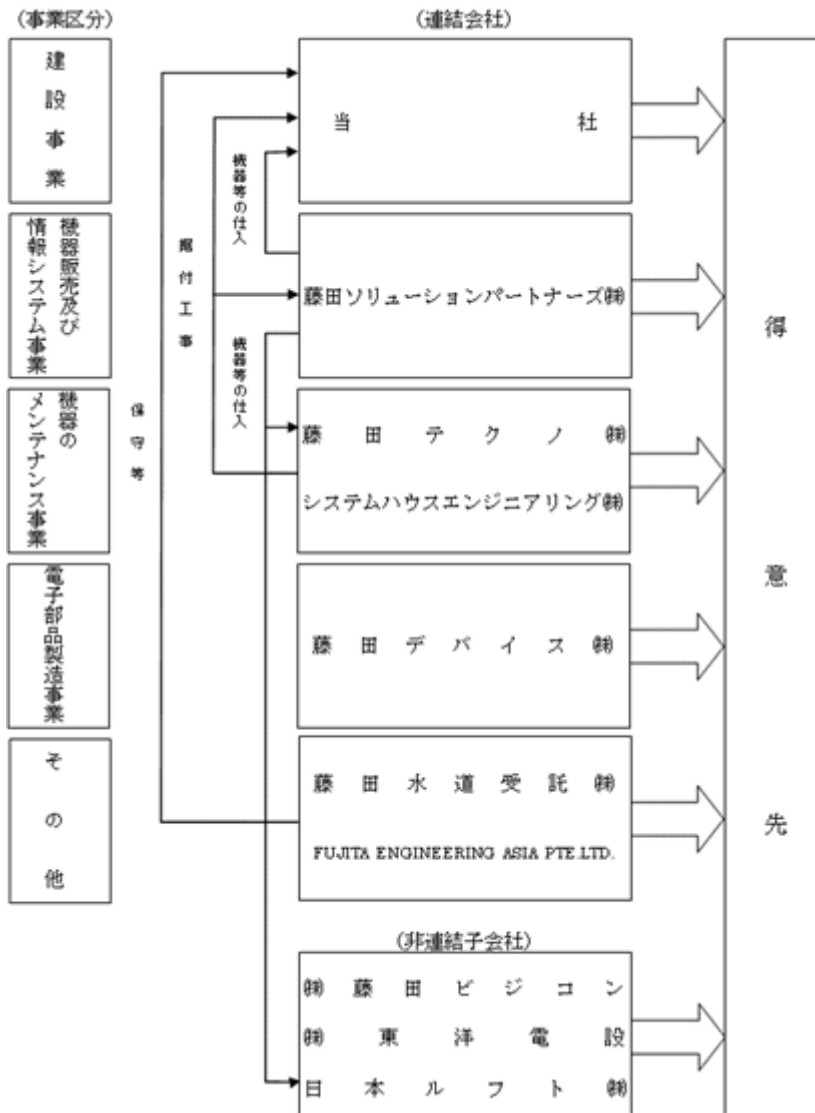 (事業区分)
(連結会社)
建設事業
当社
機器販売及び
情報システム事業
機器等の仕入
据付工事
藤田ソリューションパートナーズ㈱
機器等の仕入
機器の
メンテナンス事業
保守等
藤田テクノ㈱
システムハウスエンジニアリング㈱
電子部品製造事業
藤田デバイス㈱
その他
藤田水道受託㈱
FUJITA ENGINEERING ASIA PTE.LTD.
(非連結子会社)
㈱藤田ビジコン
㈱東洋電設
日本ルフト㈱
得意先